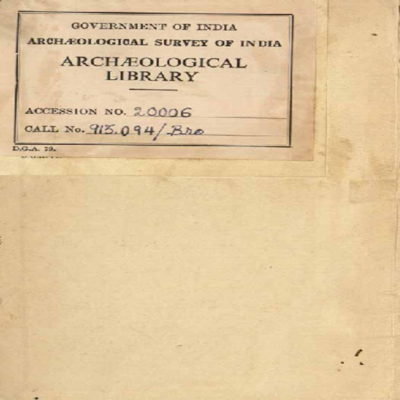 GOVERNMENT OF INDIA
ARCHÆOLOGICAL SURVEY OF INDIA
ARCHÆOLOGICAL
LIBRARY
ACCESSION NO. 20006
CALL No. 913.094/Bro
D.G.A. 79.